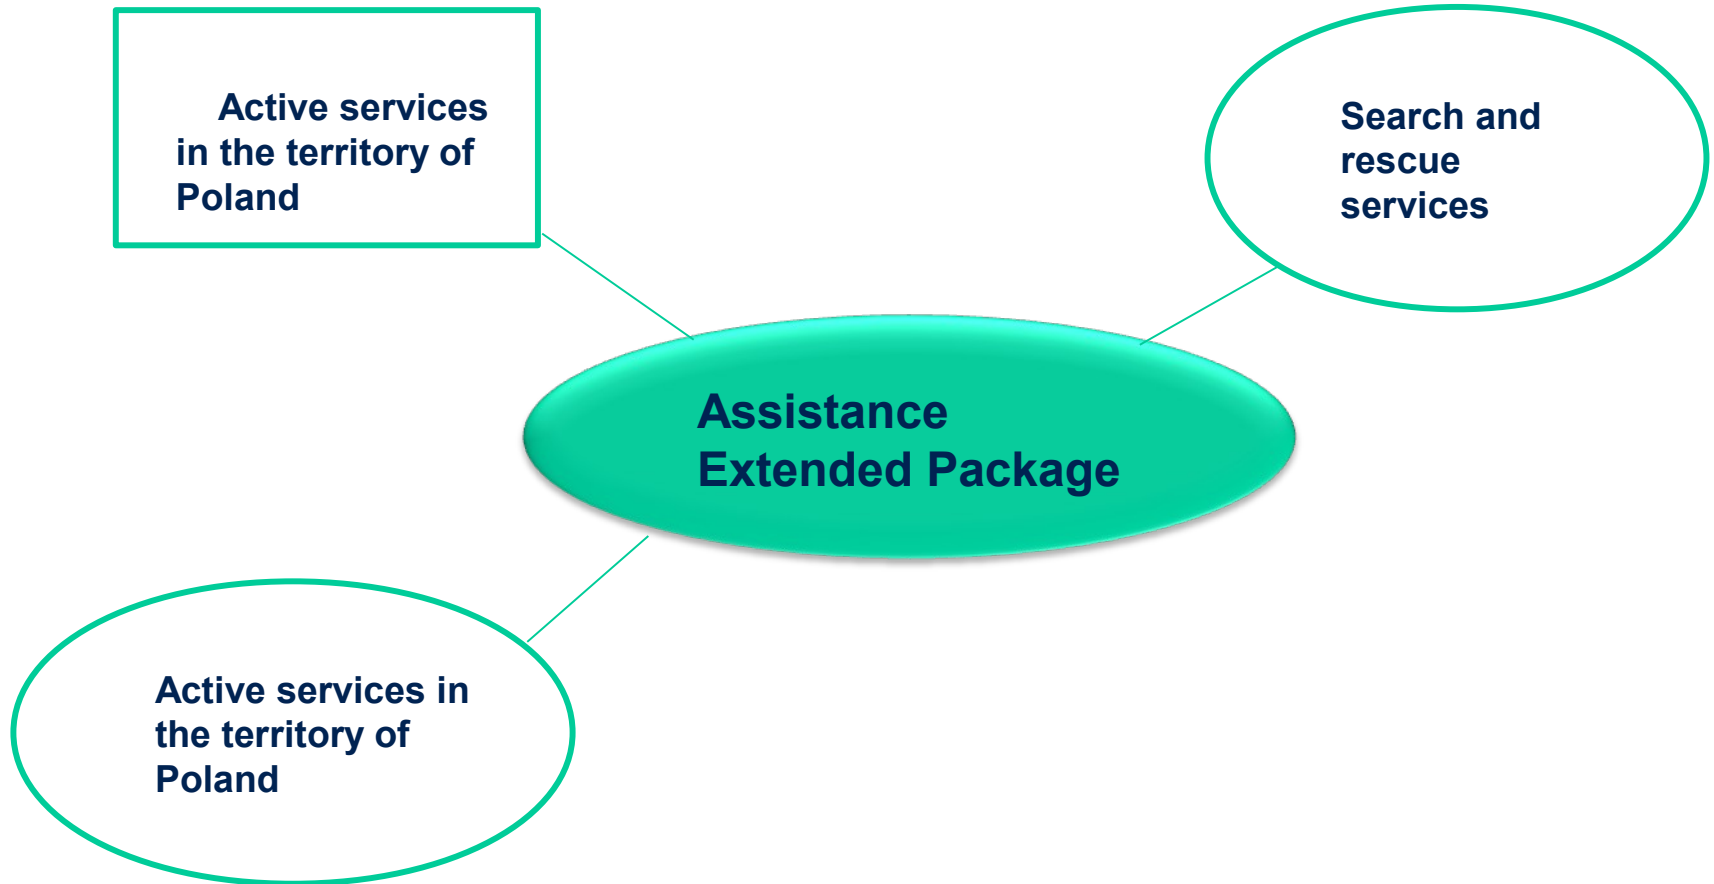 Active services
in the territory of
Poland
Search and
rescue
services
Assistance
Extended Package
Active services in
the territory of
Poland